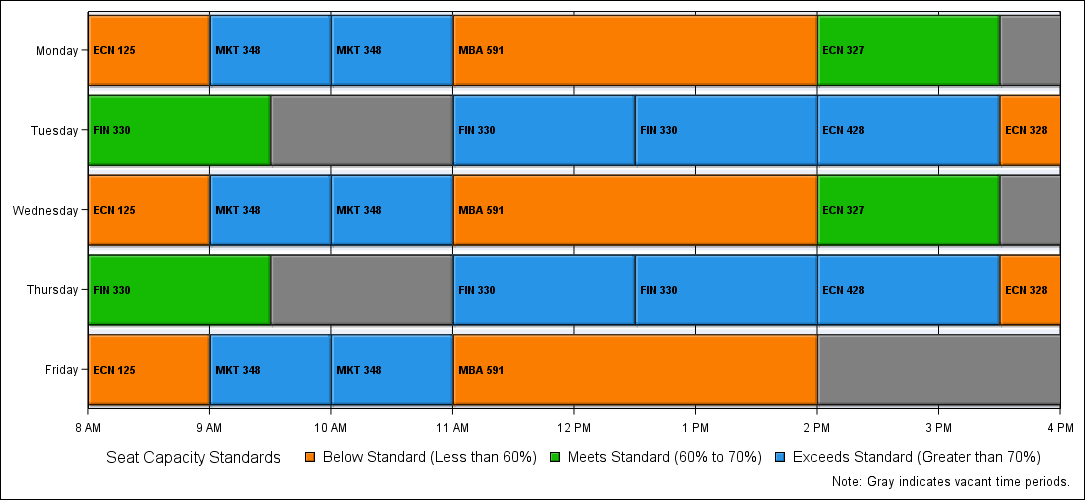 Monday
ECN 125 MKT 348 MKT 348 MBA 591 ECN 327
Tuesday
FIN 330 FIN 330 FIN 330 ECN 428 ECN 328
Wednesday
ECN 125 MKT 348 MKT 348 MBA 591 ECN 327
Thursday
FIN 330 FIN 330 FIN 330 ECN 428 ECN 328
Friday
ECN 125 MKT 348 MKT 348 MBA 591
8 AM 9 AM 10 AM 11 AM 12 PM 1 PM 2 PM 3 PM 4 PM
Seat Capacity Standards Below Standard (Less than 60%) Meets Standard (60% to 70%) Exceeds Standard (Greater than 70%)
Note: Gray indicates vacant time periods.